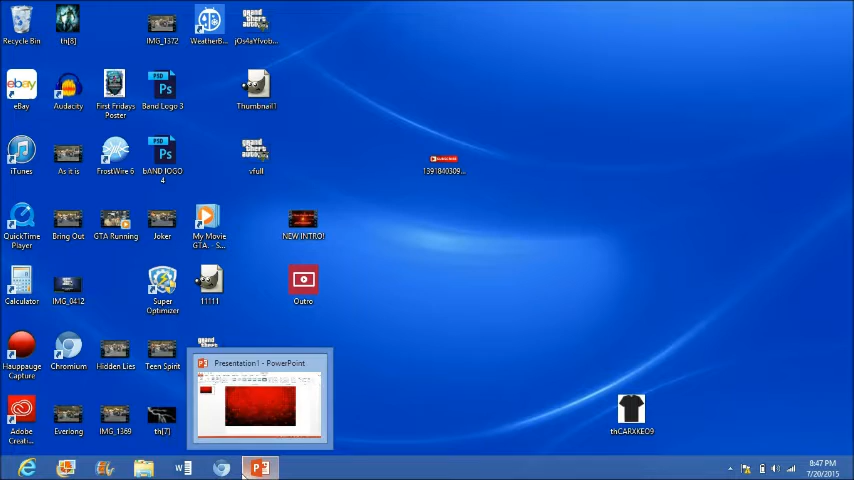 Recycle Bin
th[8]
IMG_1372
WeatherB...
jOs4aYfvob...
eBay
Audacity
First Fridays
Poster
Band Logo 3
Thumbnail1
iTunes
As it is
FrostWire 6
bAND lOGO
4
vfull
1391840309...
QuickTime
Player
Bring Out
GTA Running
Joker
My Movie
GTA. - S...
NEW INTRO!
Calculator
IMG_0412
Super
Optimizer
11111
Outro
Hauppauge
Capture
Chromium
Hidden Lies
Teen Spirit
Presentation1 - PowerPoint
Adobe
Creati...
Everlong
IMG_1369
th[7]
thCARXKEO9
8:47 PM
7/20/2015